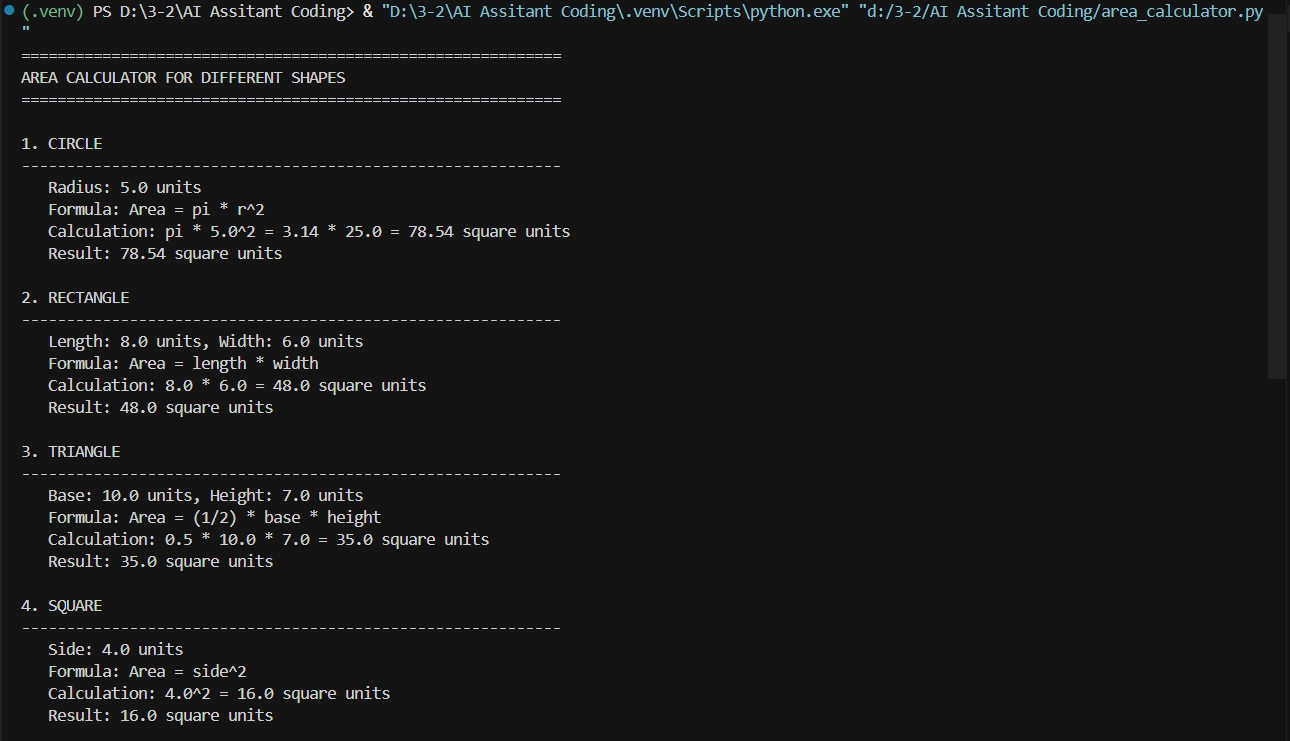 (.venv) PS D:\3-2\AI Assitant Coding> & "D:\3-2\AI Assitant Coding\.venv\Scripts\python.exe" "d:/3-2/AI Assitant Coding/area_calculator.py
"
============================================================
AREA CALCULATOR FOR DIFFERENT SHAPES
============================================================
1. CIRCLE
------------------------------------------------------------
Radius: 5.0 units
Formula: Area = pi * r^2
Calculation: pi * 5.0^2 = 3.14 * 25.0 = 78.54 square units
Result: 78.54 square units
2. RECTANGLE
------------------------------------------------------------
Length: 8.0 units, Width: 6.0 units
Formula: Area = length * width
Calculation: 8.0 * 6.0 = 48.0 square units
Result: 48.0 square units
3. TRIANGLE
------------------------------------------------------------
Base: 10.0 units, Height: 7.0 units
Formula: Area = (1/2) * base * height
Calculation: 0.5 * 10.0 * 7.0 = 35.0 square units
Result: 35.0 square units
4. SQUARE
------------------------------------------------------------
Side: 4.0 units
Formula: Area = side^2
Calculation: 4.0^2 = 16.0 square units
Result: 16.0 square units